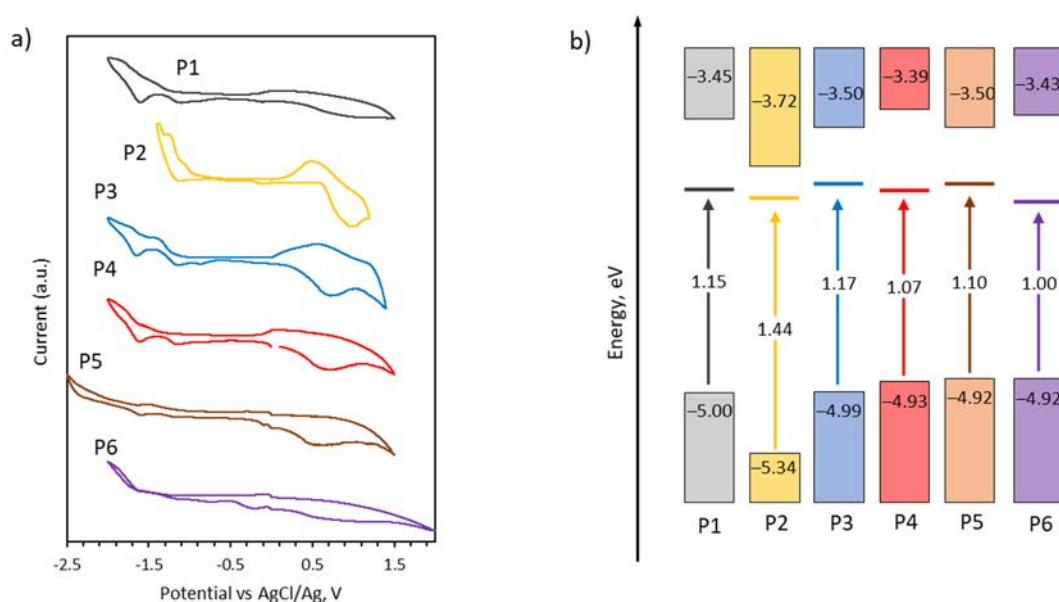 a)
P1
P2
P3
P4
P5
P6
Current (a.u.)
-2.5 -1.5 -0.5 0.5 1.5
Potential vs AgCl/Ag, V
b)
Energy, eV
–3.45 –3.72 –3.50 –3.39 –3.50 –3.43
1.15 1.44 1.17 1.07 1.10 1.00
–5.00 –5.34 –4.99 –4.93 –4.92 –4.92
P1 P2 P3 P4 P5 P6